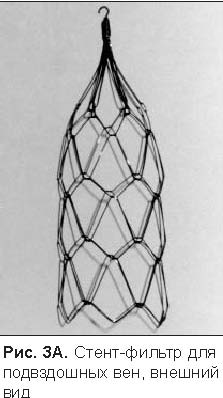 Рис. 3А. Стент-фильтр для
подвздошных вен, внешний
вид